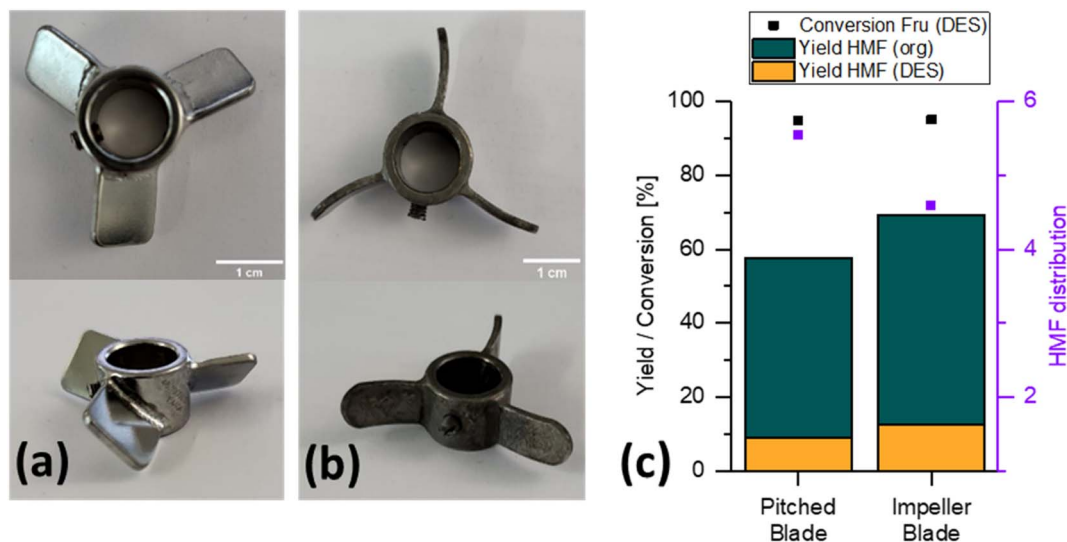 1 cm
(a)
1 cm
(b)
Conversion Fru (DES)
Yield HMF (org)
Yield HMF (DES)
Yield / Conversion [%]
100
80
60
40
20
0
6
4
2
HMF distribution
(c)
Pitched
Blade
Impeller
Blade